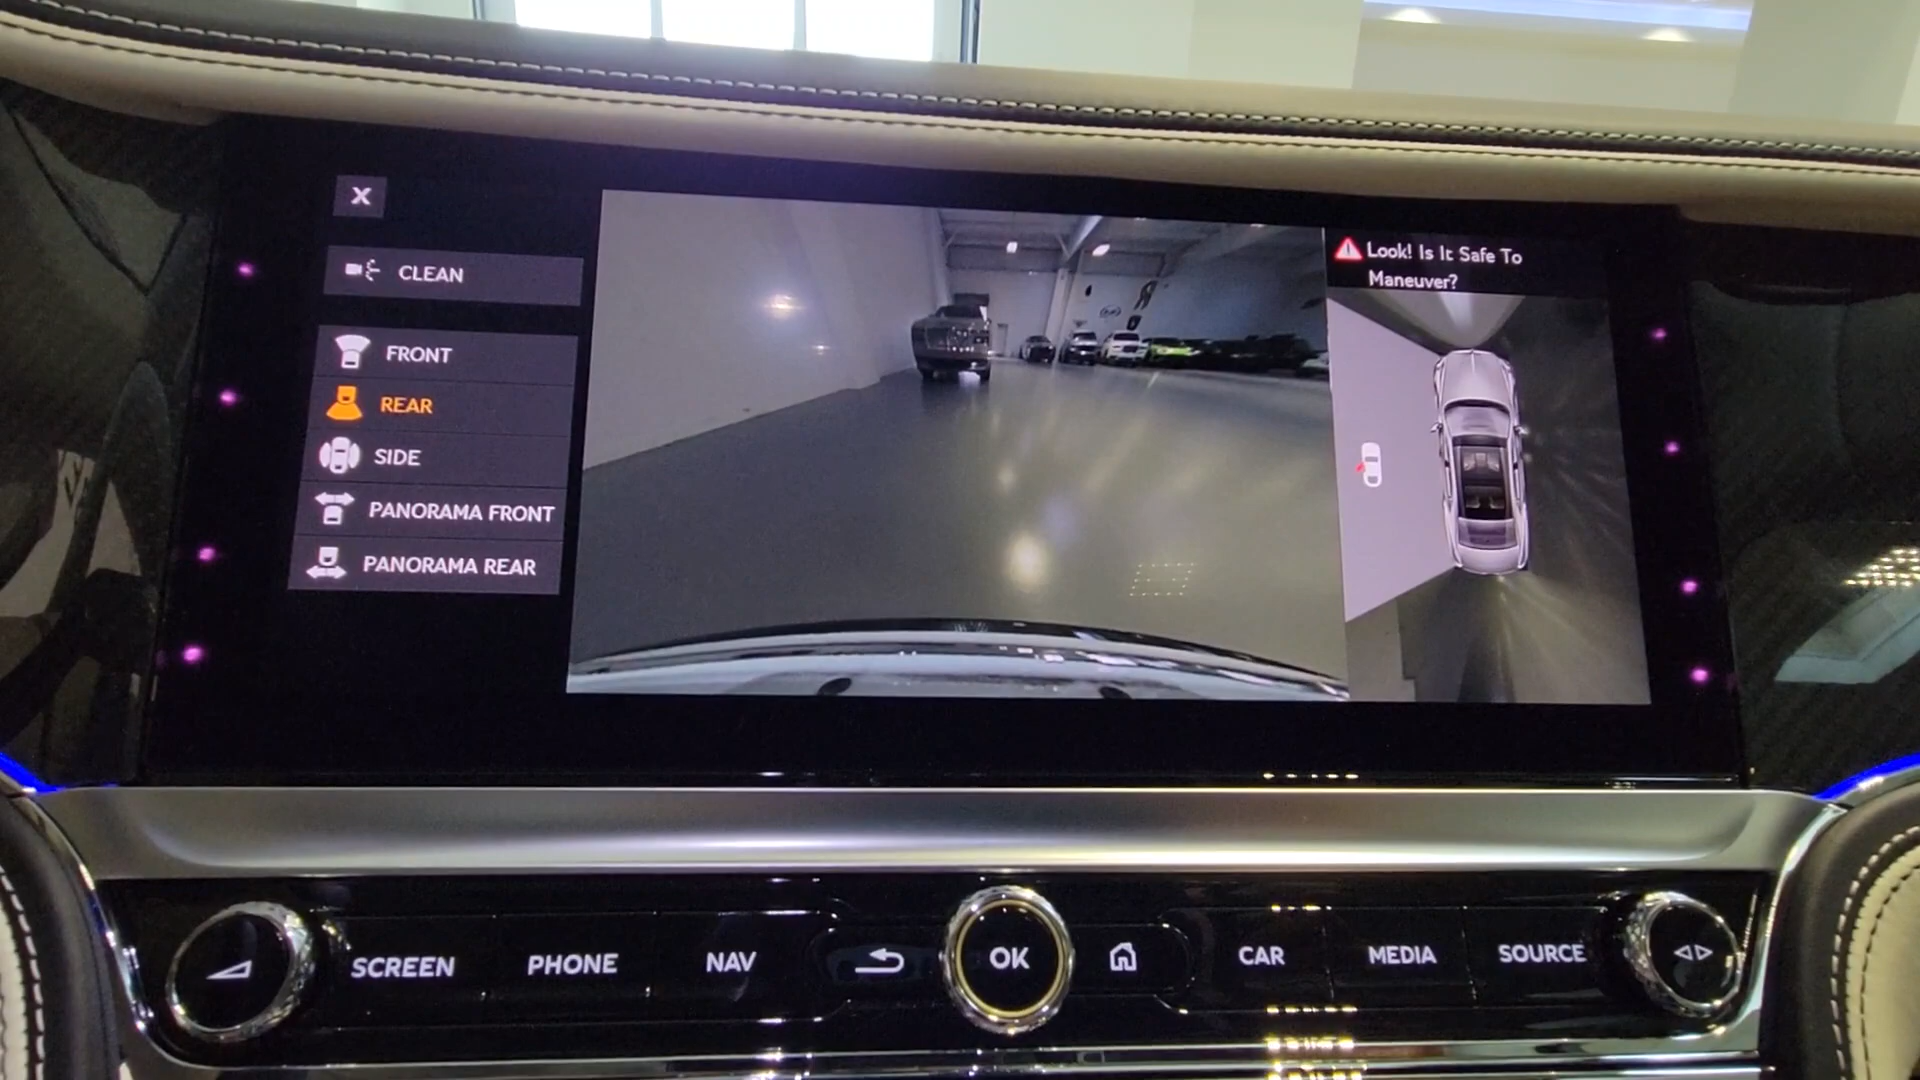 X
CLEAN
FRONT
REAR
SIDE
PANORAMA FRONT
PANORAMA REAR
Look! Is It Safe To
Maneuver?
SCREEN
PHONE
NAV
OK
CAR
MEDIA
SOURCE